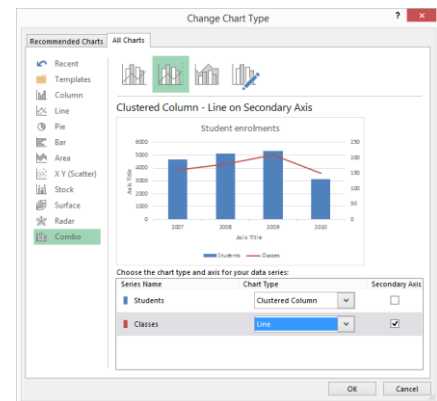 Change Chart Type
? ×
Recommended Charts All Charts
Recent
Templates
Column
Line
Pie
Bar
Area
X Y (Scatter)
Stock
Surface
Radar
Combo
Clustered Column - Line on Secondary Axis
Student enrolments
6000 250
5000 200
4000
3000 150
2000 100
1000 50
0 0
2007 2008 2009 2010
Axis Title
Axis Title
Students Classes
Choose the chart type and axis for your data series:
Series Name Chart Type Secondary Axis
Students Clustered Column
Classes Line
OK Cancel